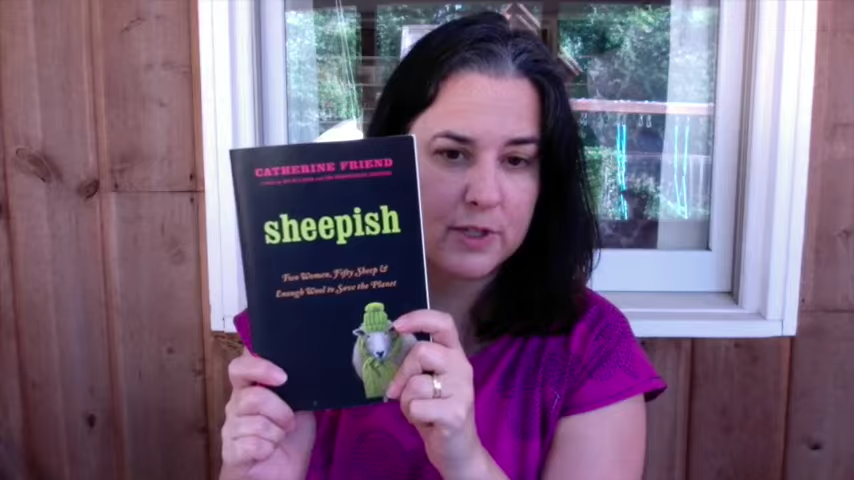 CATHERINE FRIEND
sheepish
Two Women, Fifty Sheep &
Enough Wool to Save the Planet